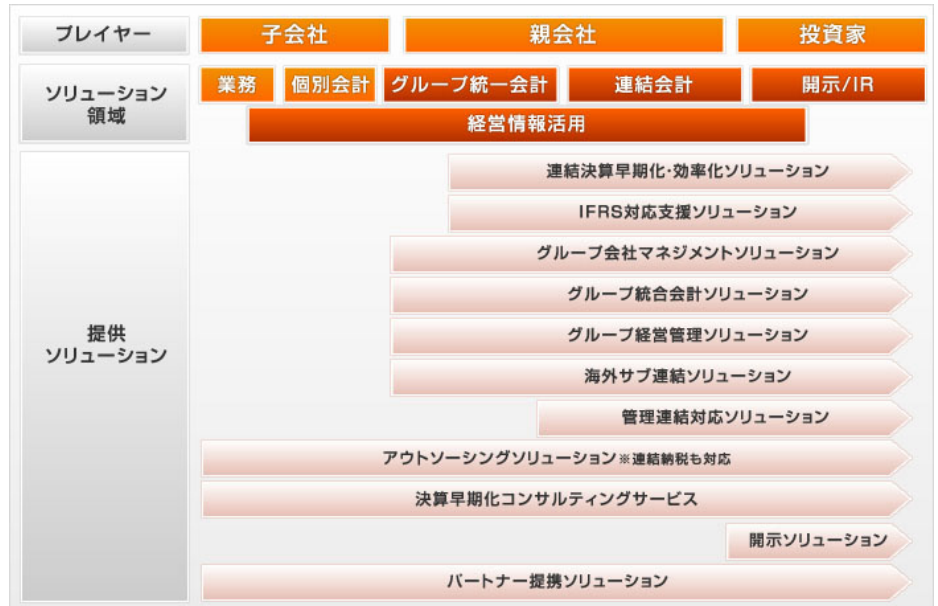 プレイヤー
子会社
親会社
投資家
ソリューション
領域
業務
個別会計
グループ統一会計
連結会計
開示/IR
経営情報活用
提供
ソリューション
連結決算早期化・効率化ソリューション
IFRS対応支援ソリューション
グループ会社マネジメントソリューション
グループ統合会計ソリューション
グループ経営管理ソリューション
海外サブ連結ソリューション
管理連結対応ソリューション
アウトソーシングソリューション※連結納税も対応
決算早期化コンサルティングサービス
開示ソリューション
パートナー提携ソリューション